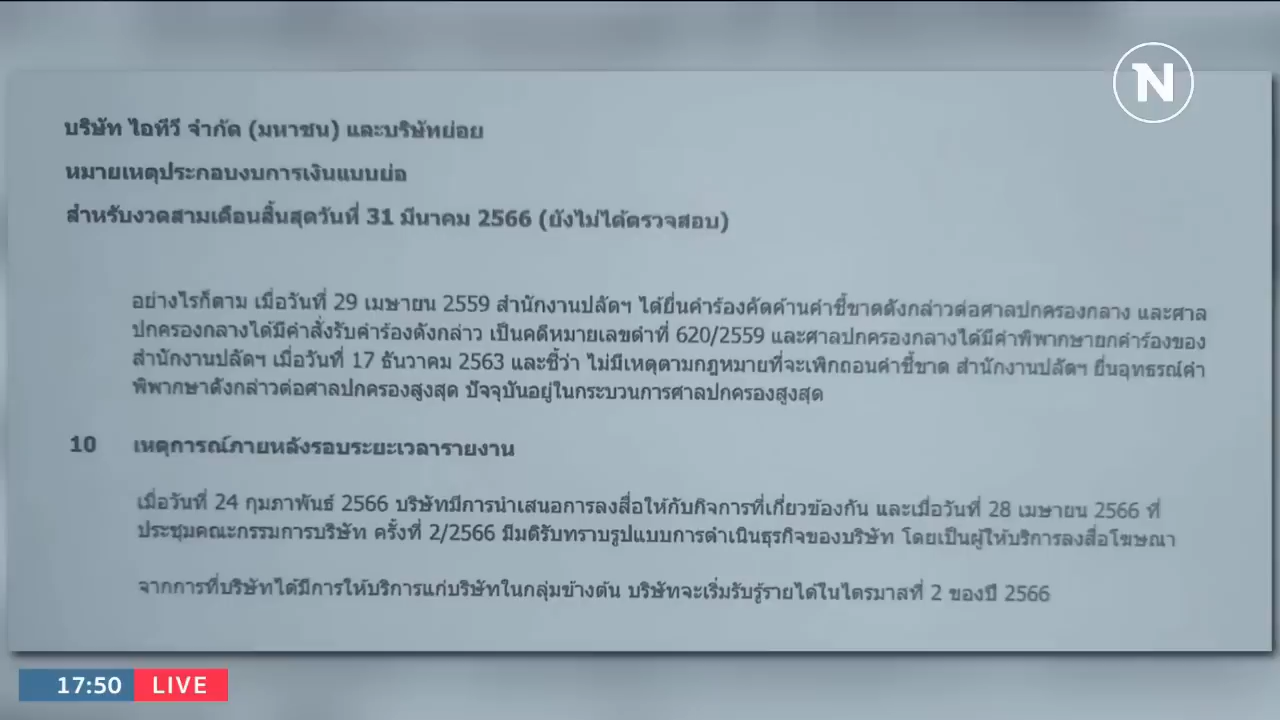 N
บริษัท ไอทีวี จำกัด (มหาชน) และบริษัทย่อย
หมายเหตุประกอบงบการเงินแบบย่อ
สำหรับงวดสามเดือนสิ้นสุดวันที่ 31 มีนาคม 2566 (ยังไม่ได้ตรวจสอบ)
อย่างไรก็ตาม เมื่อวันที่ 29 เมษายน 2559 สำนักงานปลัดฯ ได้ยื่นคำร้องคัดค้านคำชี้ขาดดังกล่าวต่อศาลปกครองกลาง และศาล
ปกครองกลางได้มีคำสั่งรับคำร้องดังกล่าว เป็นคดีหมายเลขดำที่ 620/2559 และศาลปกครองกลางได้มีคำพิพากษายกคำร้องของ
สำนักงานปลัดฯ เมื่อวันที่ 17 ธันวาคม 2563 และชี้ว่า ไม่มีเหตุตามกฎหมายที่จะเพิกถอนคำชี้ขาด สำนักงานปลัดฯ ยื่นอุทธรณ์คำ
พิพากษาดังกล่าวต่อศาลปกครองสูงสุด ปัจจุบันอยู่ในกระบวนการศาลปกครองสูงสุด
10 เหตุการณ์ภายหลังรอบระยะเวลารายงาน
เมื่อวันที่ 24 กุมภาพันธ์ 2566 บริษัทมีการนำเสนอการลงสื่อให้กับกิจการที่เกี่ยวข้องกัน และเมื่อวันที่ 28 เมษายน 2566 ที่
ประชุมคณะกรรมการบริษัท ครั้งที่ 2/2566 มีมติรับทราบรูปแบบการดำเนินธุรกิจของบริษัท โดยเป็นผู้ให้บริการลงสื่อโฆษณา
จากการที่บริษัทได้มีการให้บริการแก่บริษัทในกลุ่มข้างต้น บริษัทจะเริ่มรับรู้รายได้ในไตรมาสที่ 2 ของปี 2566
17:50 LIVE